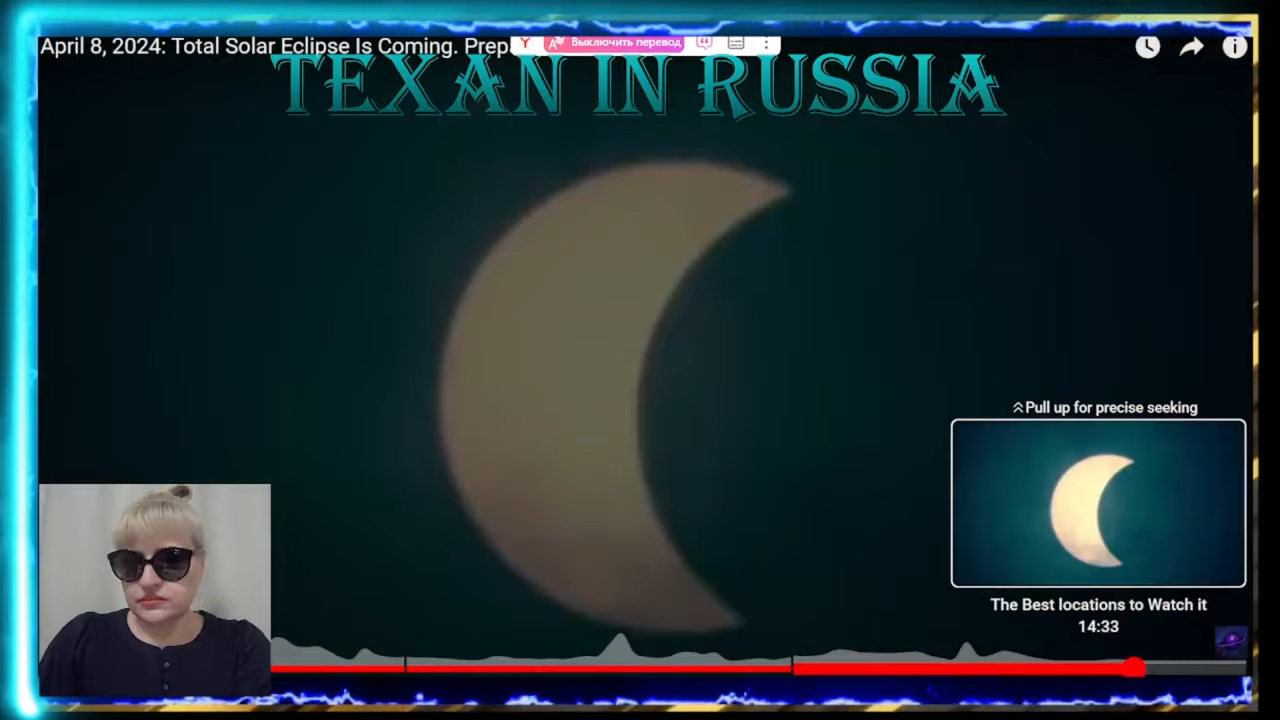 April 8, 2024: Total Solar Eclipse Is Coming. Prep
Y Выключить перевод
TEXAN IN RUSSIA
Pull up for precise seeking
The Best locations to Watch it
14:33